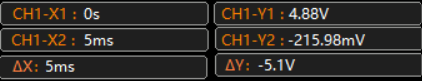 CH1-X1 : 0s CH1-Y1 : 4.88V
CH1-X2 : 5ms CH1-Y2 : -215.98mV
ΔX: 5ms ΔY: -5.1V